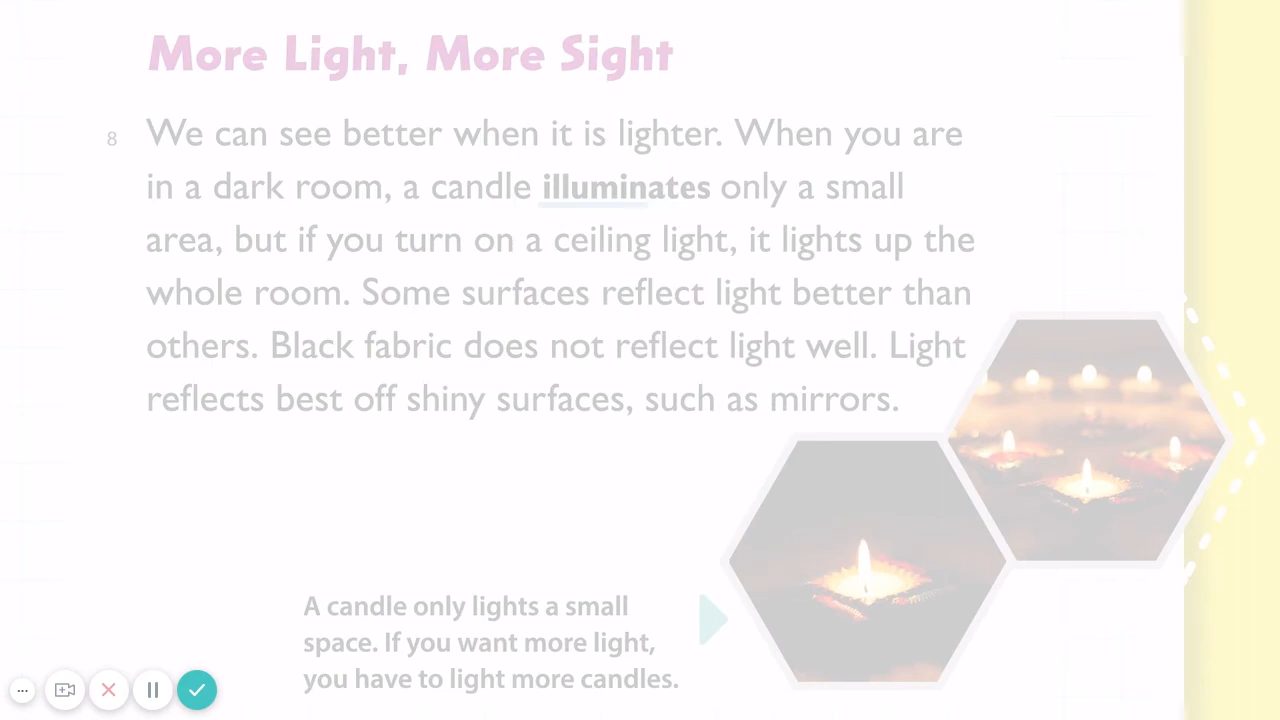 More Light, More Sight
8 We can see better when it is lighter. When you are
in a dark room, a candle illuminates only a small
area, but if you turn on a ceiling light, it lights up the
whole room. Some surfaces reflect light better than
others. Black fabric does not reflect light well. Light
reflects best off shiny surfaces, such as mirrors.
A candle only lights a small
space. If you want more light,
you have to light more candles.